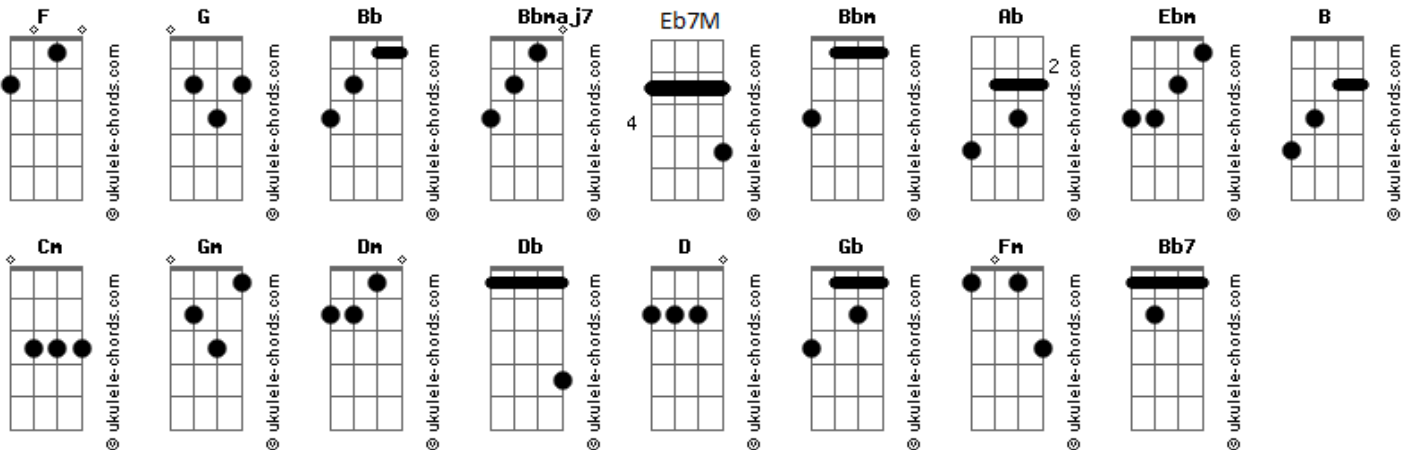 F G Bb Bbmaj7 Eb7M Bbm Ab Ebm B
4 2
© ukulele-chords.com © ukulele-chords.com © ukulele-chords.com © ukulele-chords.com © ukulele-chords.com © ukulele-chords.com © ukulele-chords.com © ukulele-chords.com © ukulele-chords.com
Cm Gm Dm Db D Gb Fm Bb7
© ukulele-chords.com © ukulele-chords.com © ukulele-chords.com © ukulele-chords.com © ukulele-chords.com © ukulele-chords.com © ukulele-chords.com © ukulele-chords.com